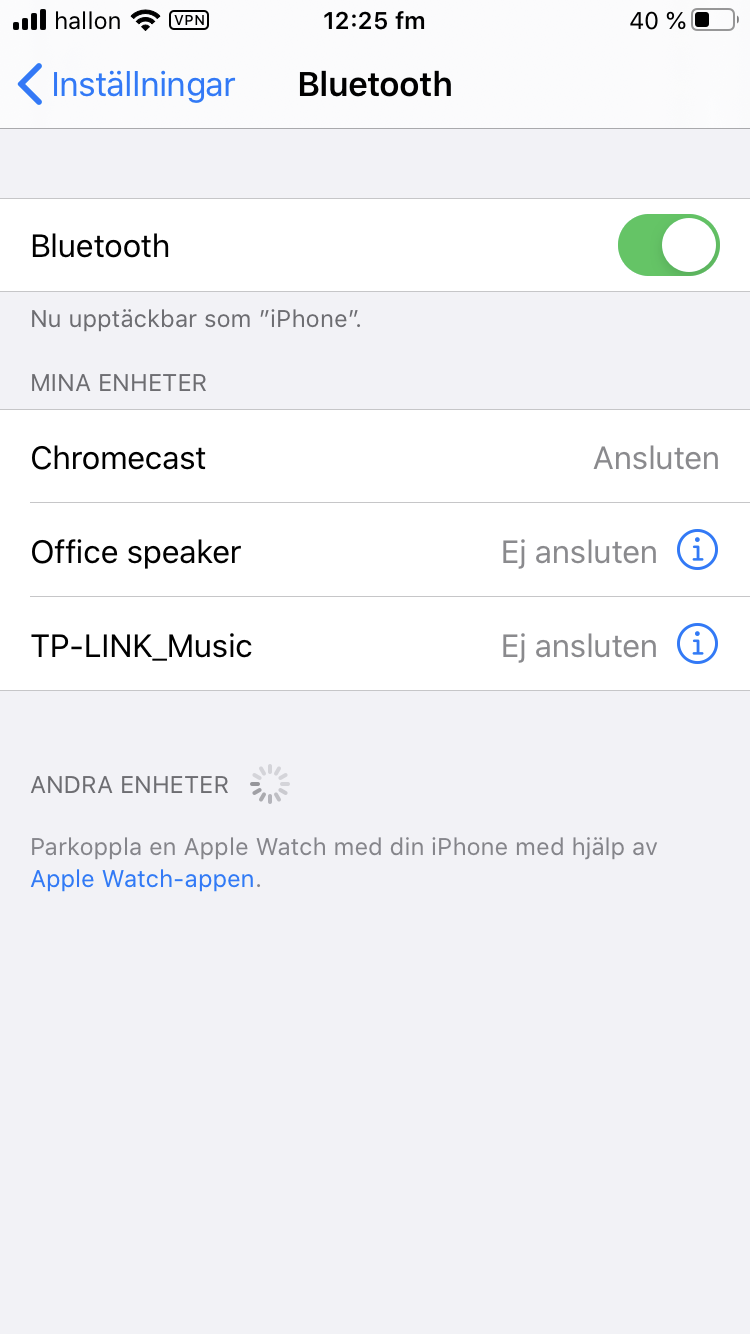 hallon VPN 12:25 fm 40 %
Inställningar Bluetooth
Bluetooth
Nu upptäckbar som ”iPhone”.
MINA ENHETER
Chromecast Ansluten
Office speaker Ej ansluten
TP-LINK_Music Ej ansluten
ANDRA ENHETER
Parkoppla en Apple Watch med din iPhone med hjälp av
Apple Watch-appen.